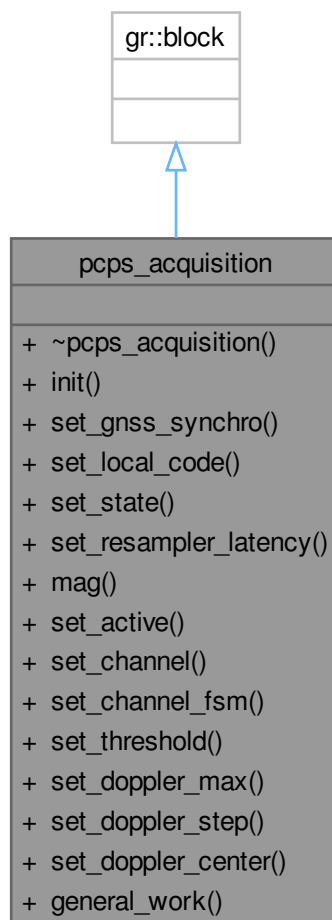 gr::block
pcps_acquisition
+ ~pcps_acquisition()
+ init()
+ set_gnss_synchro()
+ set_local_code()
+ set_state()
+ set_resampler_latency()
+ mag()
+ set_active()
+ set_channel()
+ set_channel_fsm()
+ set_threshold()
+ set_doppler_max()
+ set_doppler_step()
+ set_doppler_center()
+ general_work()